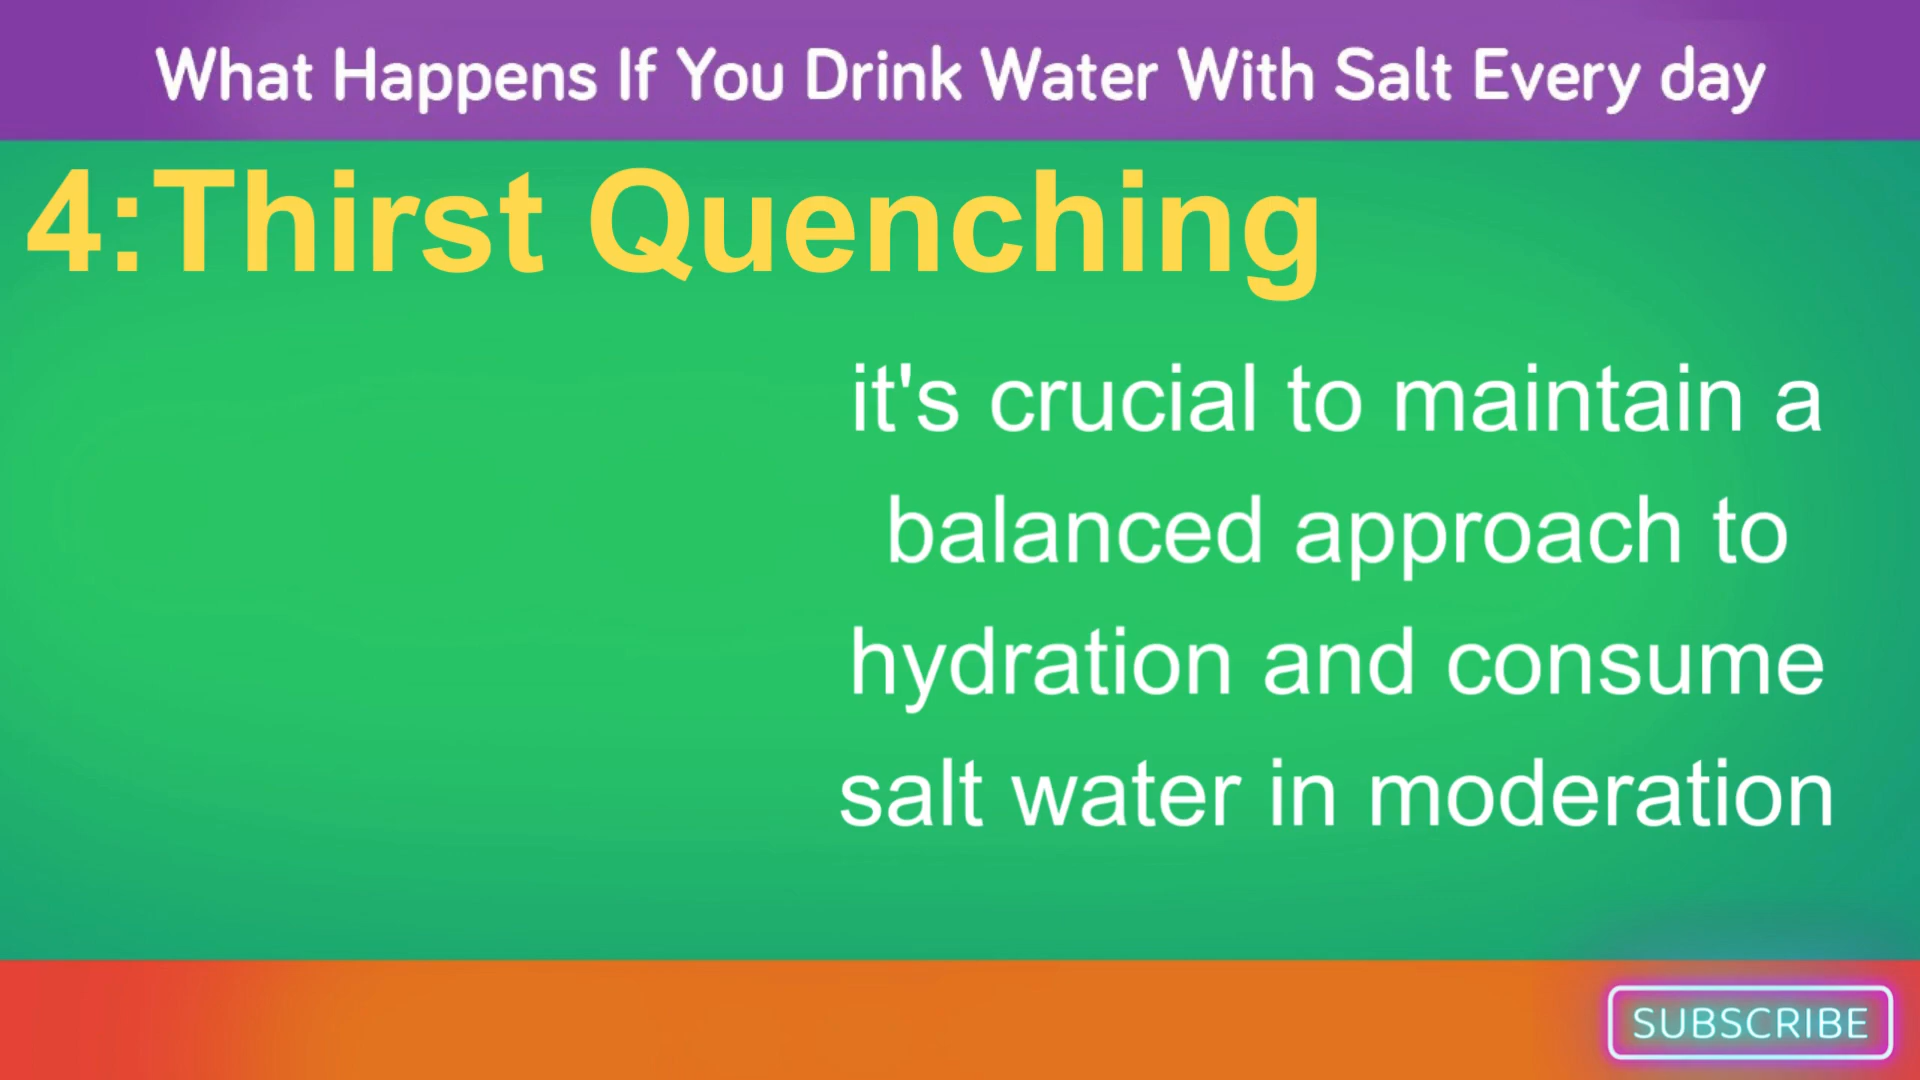 What Happens If You Drink Water With Salt Every day
4:Thirst Quenching
it's crucial to maintain a
balanced approach to
hydration and consume
salt water in moderation
SUBSCRIBE